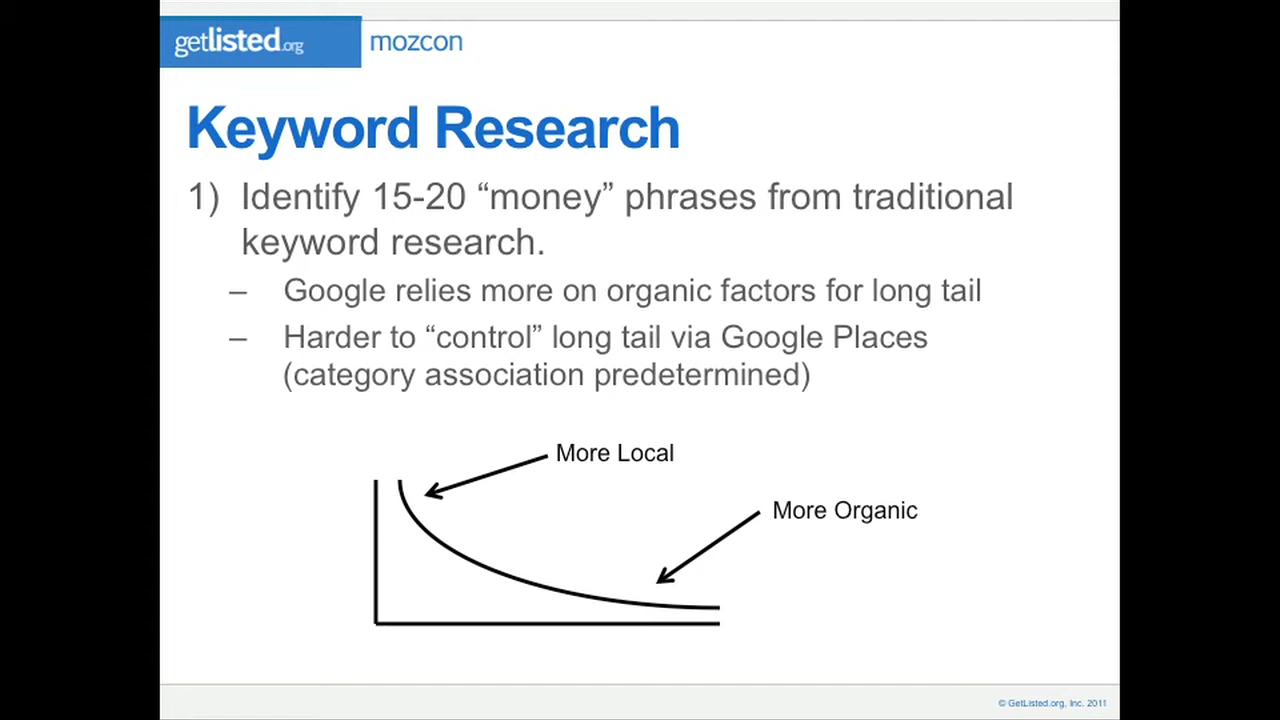 getlisted.org mozcon
Keyword Research
1) Identify 15-20 “money” phrases from traditional
keyword research.
– Google relies more on organic factors for long tail
– Harder to “control” long tail via Google Places
(category association predetermined)
More Local
More Organic
© GetListed.org, Inc. 2011